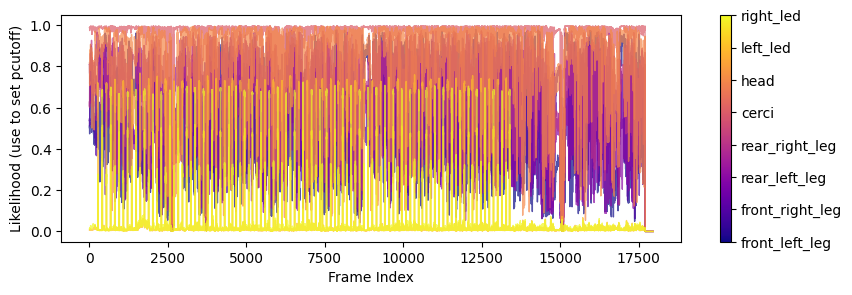 Likelihood (use to set pcutoff)
1.0
0.8
0.6
0.4
0.2
0.0
0
2500
5000
7500
10000
12500
15000
17500
Frame Index
right_led
left_led
head
cerci
rear_right_leg
rear_left_leg
front_right_leg
front_left_leg